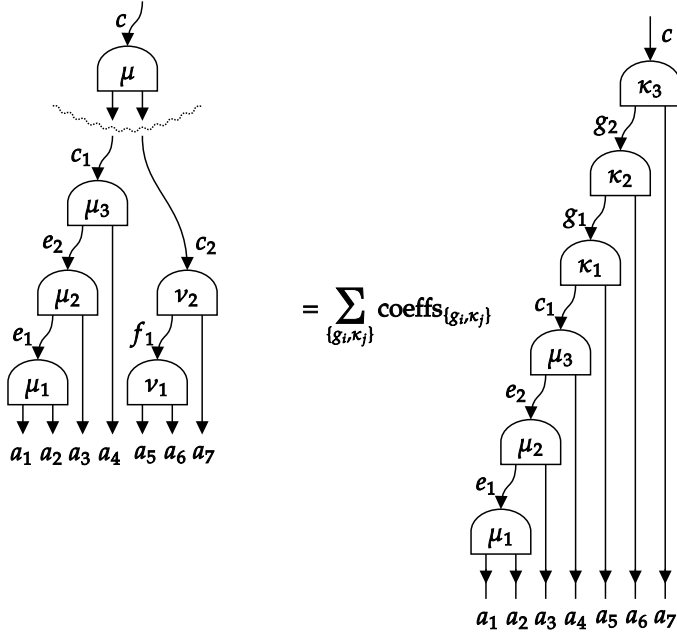 c
μ
c₁
μ₃
e₂
c₂
μ₂
ν₂
e₁
f₁
μ₁
ν₁
a₁ a₂ a₃ a₄ a₅ a₆ a₇
= ∑ coeffs_{{gᵢ,κⱼ}}
{gᵢ,κⱼ}
c
κ₃
g₂
κ₂
g₁
κ₁
c₁
μ₃
e₂
μ₂
e₁
μ₁
a₁ a₂ a₃ a₄ a₅ a₆ a₇